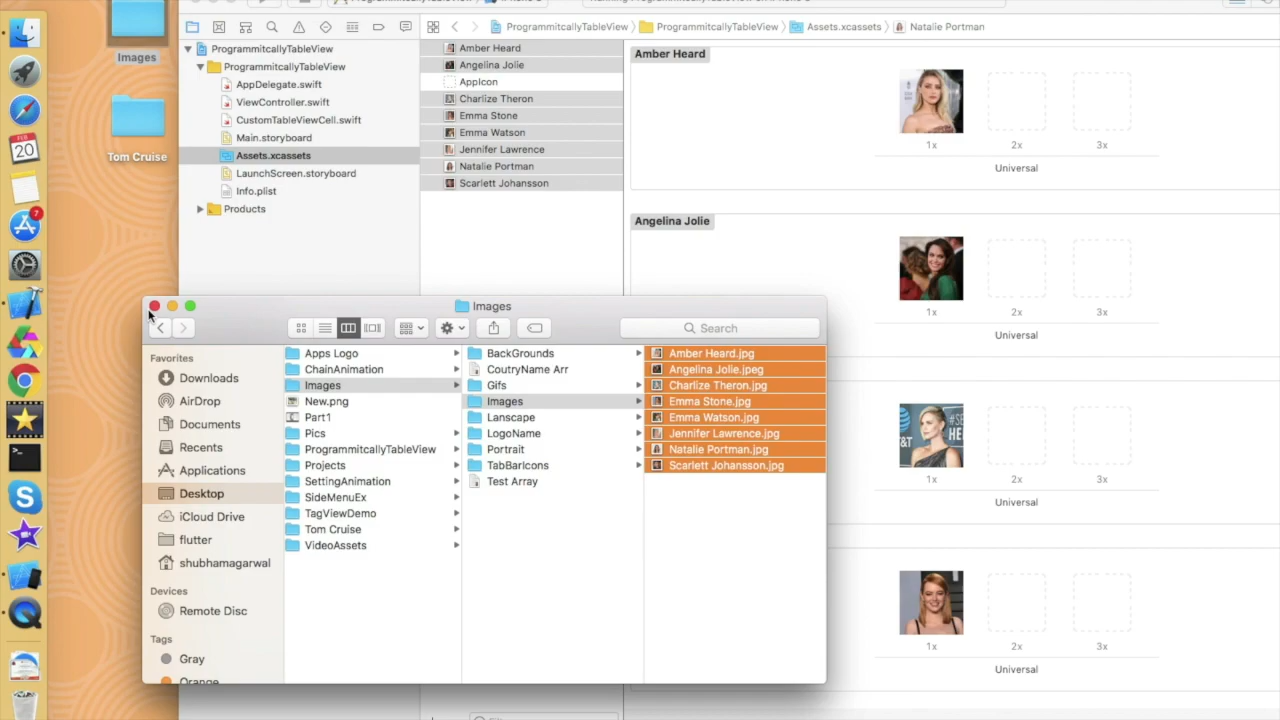 Images
FEB
20
Tom Cruise
7
ProgrammitcallyTableView
ProgrammitcallyTableView
Assets.xcassets
Natalie Portman
ProgrammitcallyTableView
ProgrammitcallyTableView
AppDelegate.swift
ViewController.swift
CustomTableViewCell.swift
Main.storyboard
Assets.xcassets
LaunchScreen.storyboard
Info.plist
Products
Amber Heard
Angelina Jolie
AppIcon
Charlize Theron
Emma Stone
Emma Watson
Jennifer Lawrence
Natalie Portman
Scarlett Johansson
Amber Heard
1x 2x 3x
Universal
Angelina Jolie
1x 2x 3x
Universal
1x 2x 3x
Universal
1x 2x 3x
Universal
Images
Search
Favorites
Downloads
AirDrop
Documents
Recents
Applications
Desktop
iCloud Drive
flutter
shubhamagarwal
Devices
Remote Disc
Tags
Gray
Orange
Apps Logo
ChainAnimation
Images
New.png
Part1
Pics
ProgrammitcallyTableView
Projects
SettingAnimation
SideMenuEx
TagViewDemo
Tom Cruise
VideoAssets
BackGrounds
CoutryName Arr
Gifs
Images
Lanscape
LogoName
Portrait
TabBarIcons
Test Array
Amber Heard.jpg
Angelina Jolie.jpeg
Charlize Theron.jpg
Emma Stone.jpg
Emma Watson.jpg
Jennifer Lawrence.jpg
Natalie Portman.jpg
Scarlett Johansson.jpg